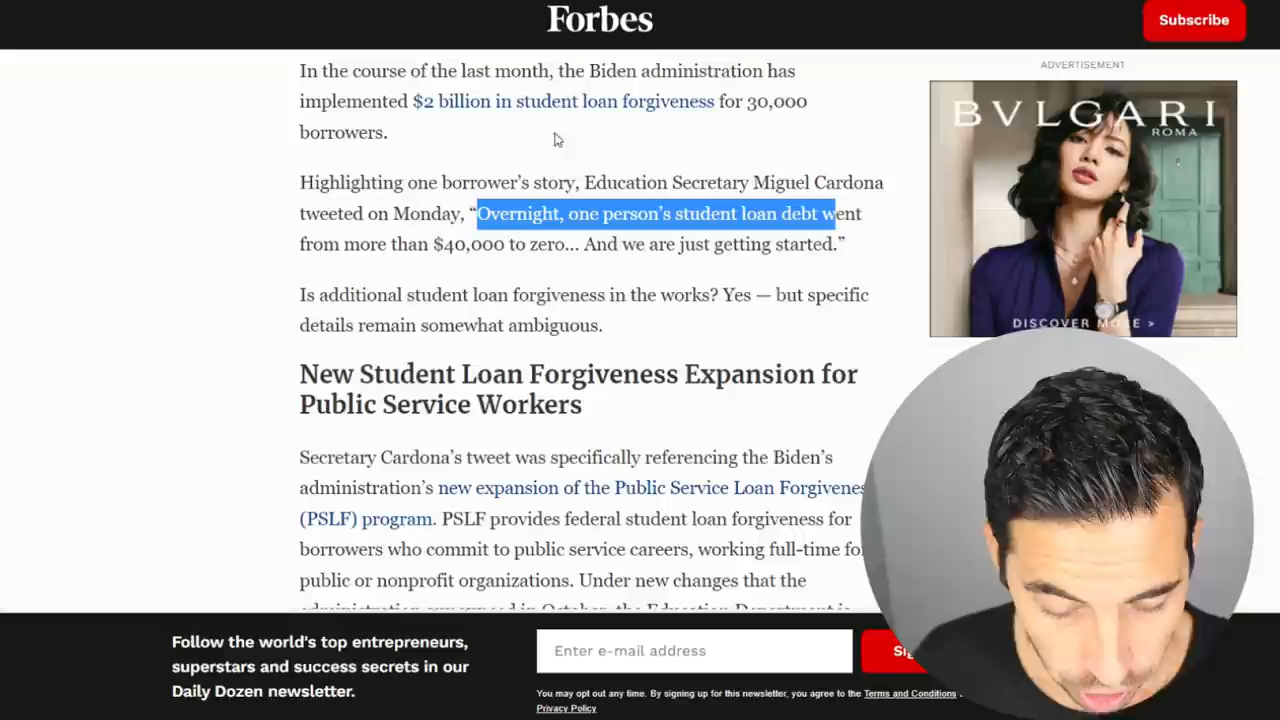 Forbes
Subscribe
In the course of the last month, the Biden administration has
implemented $2 billion in student loan forgiveness for 30,000
borrowers.
Highlighting one borrower’s story, Education Secretary Miguel Cardona
tweeted on Monday, “Overnight, one person’s student loan debt went
from more than $40,000 to zero... And we are just getting started.”
Is additional student loan forgiveness in the works? Yes — but specific
details remain somewhat ambiguous.
New Student Loan Forgiveness Expansion for
Public Service Workers
Secretary Cardona’s tweet was specifically referencing the Biden’s
administration’s new expansion of the Public Service Loan Forgivenes
(PSLF) program. PSLF provides federal student loan forgiveness for
borrowers who commit to public service careers, working full-time fo
public or nonprofit organizations. Under new changes that the
ADVERTISEMENT
BVLGARI
ROMA
DISCOVER MORE >
Follow the world's top entrepreneurs,
superstars and success secrets in our
Daily Dozen newsletter.
Enter e-mail address
You may opt out any time. By signing up for this newsletter, you agree to the Terms and Conditions
Privacy Policy